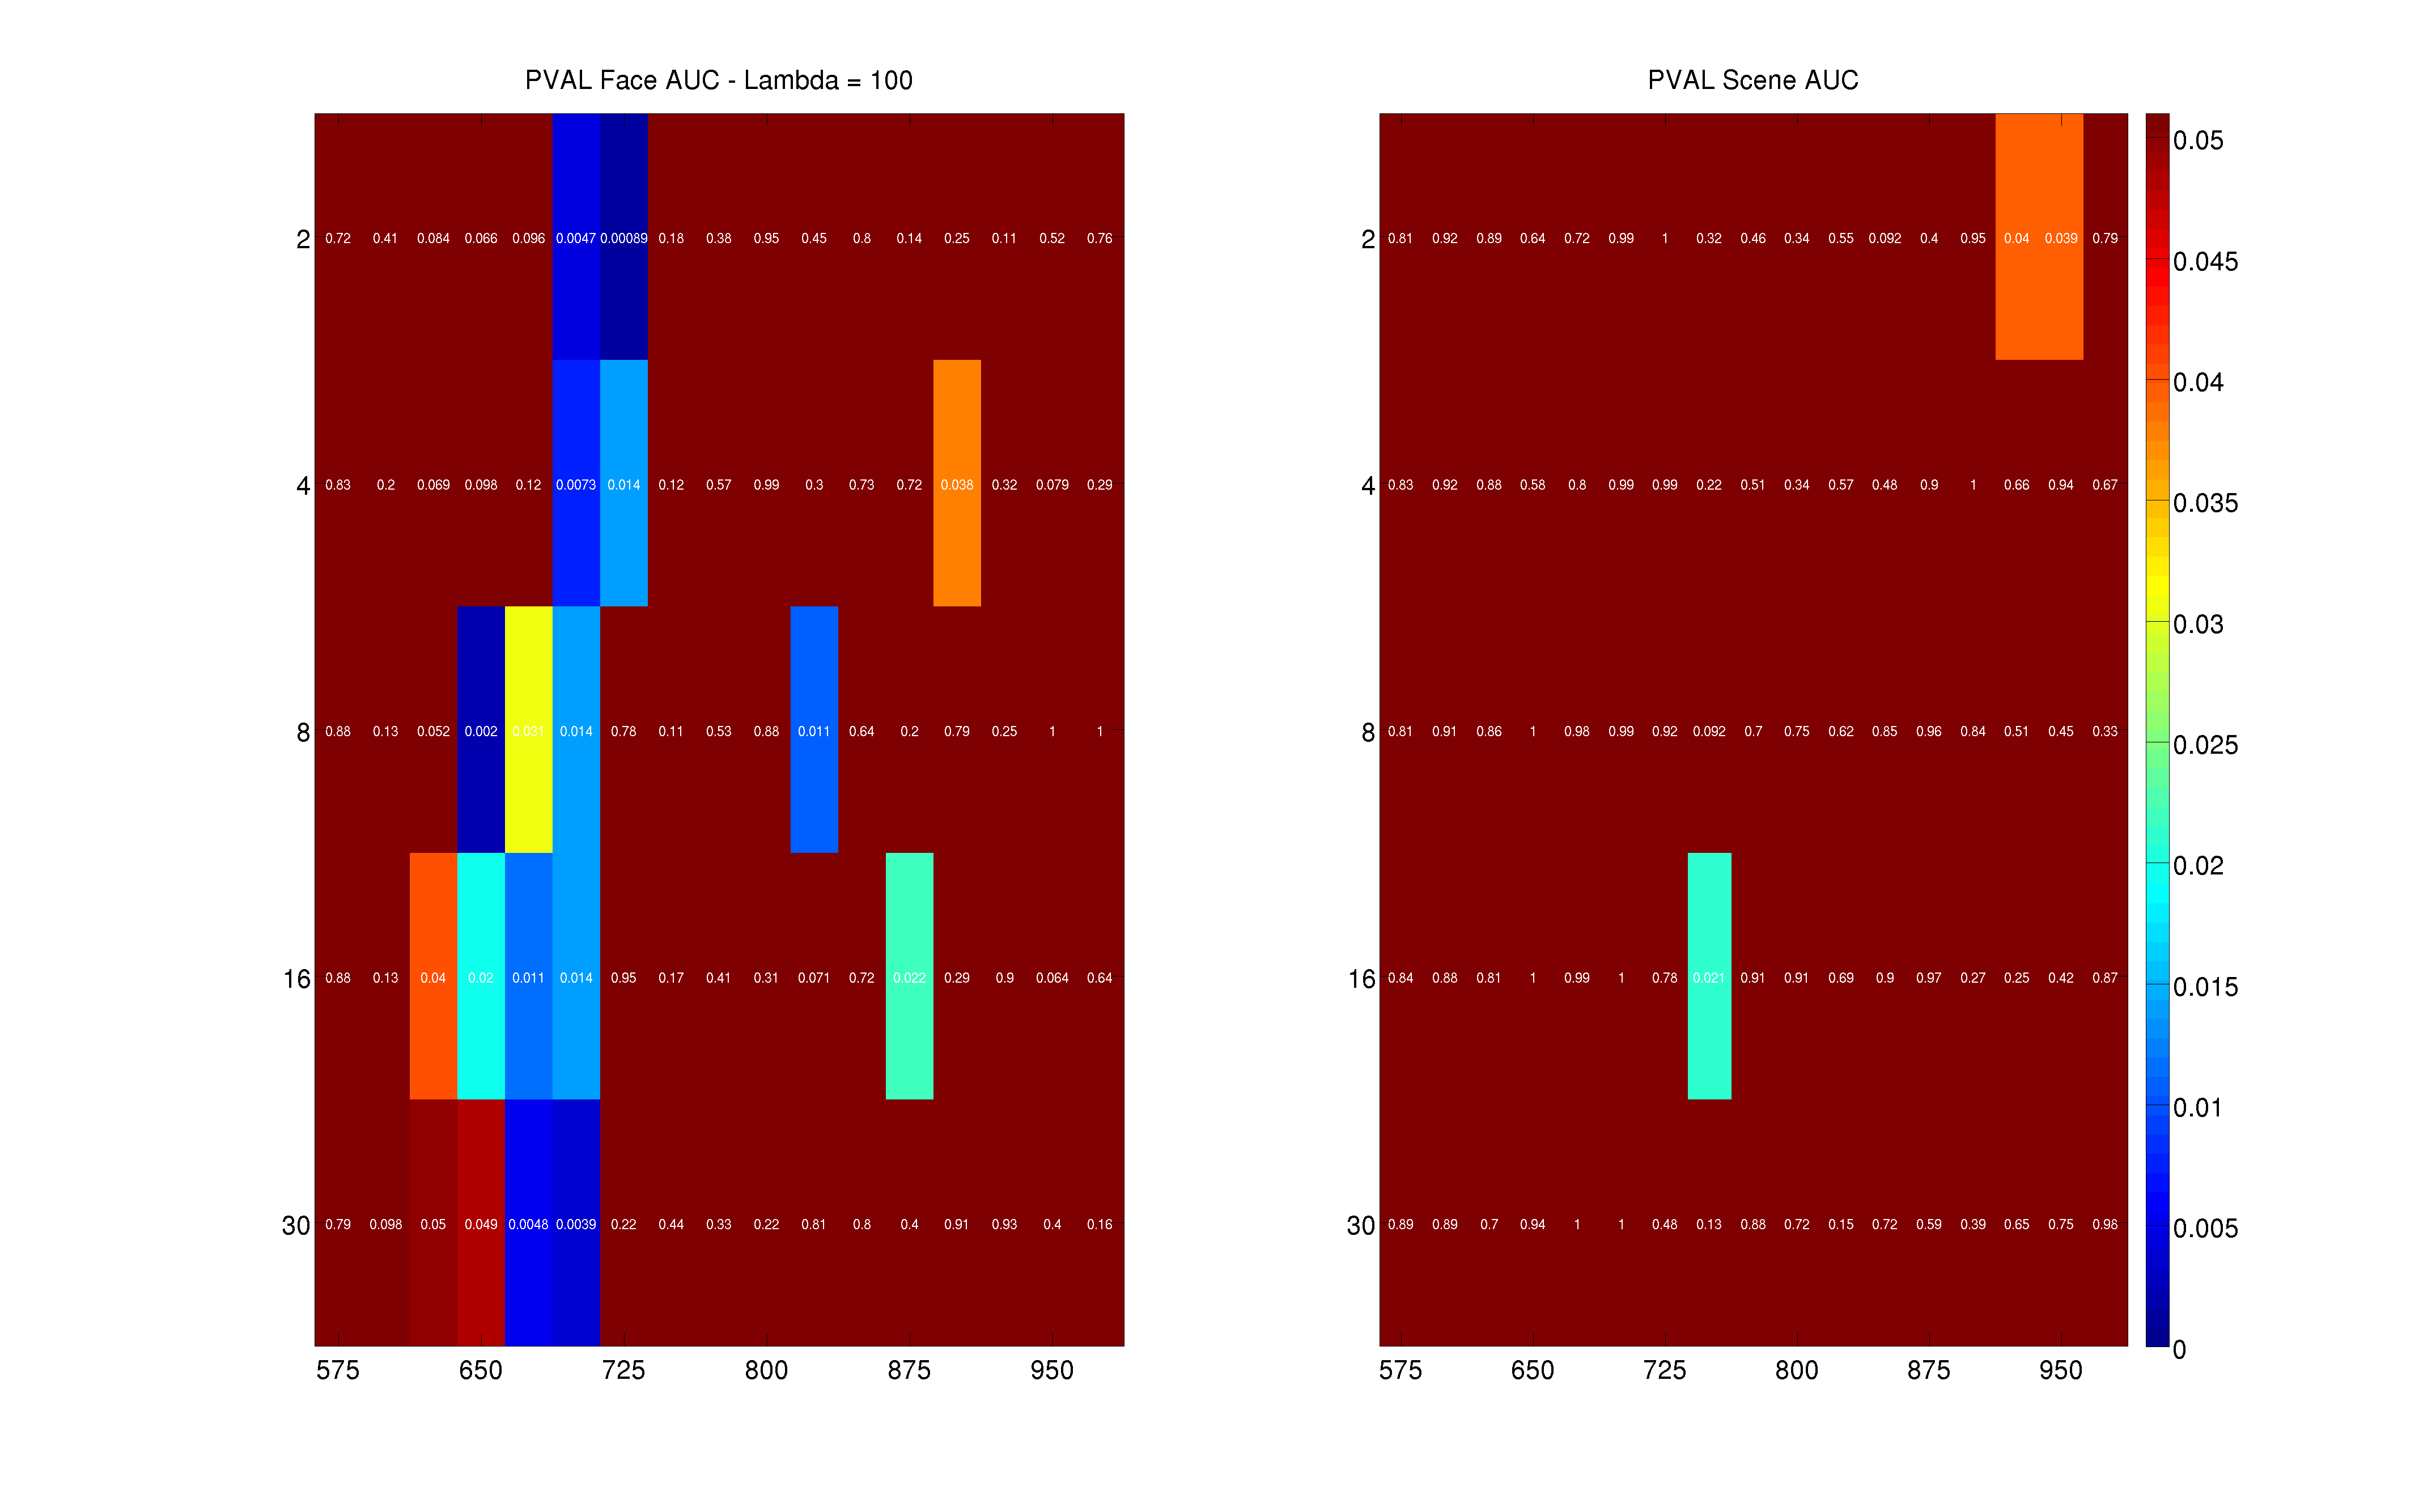 PVAL Face AUC - Lambda = 100
2 0.72 0.41 0.084 0.066 0.096 0.0047 0.00089 0.18 0.38 0.95 0.45 0.8 0.14 0.25 0.11 0.52 0.76
4 0.83 0.2 0.069 0.098 0.12 0.0073 0.014 0.12 0.57 0.99 0.3 0.73 0.72 0.038 0.32 0.079 0.29
8 0.88 0.13 0.052 0.002 0.031 0.014 0.78 0.11 0.53 0.88 0.011 0.64 0.2 0.79 0.25 1 1
16 0.88 0.13 0.04 0.02 0.011 0.014 0.95 0.17 0.41 0.31 0.071 0.72 0.022 0.29 0.9 0.064 0.64
30 0.79 0.098 0.05 0.049 0.0048 0.0039 0.22 0.44 0.33 0.22 0.81 0.8 0.4 0.91 0.93 0.4 0.16
575 650 725 800 875 950
PVAL Scene AUC
2 0.81 0.92 0.89 0.64 0.72 0.99 1 0.32 0.46 0.34 0.55 0.092 0.4 0.95 0.04 0.039 0.79
4 0.83 0.92 0.88 0.58 0.8 0.99 0.99 0.22 0.51 0.34 0.57 0.48 0.9 1 0.66 0.94 0.67
8 0.81 0.91 0.86 1 0.98 0.99 0.92 0.092 0.7 0.75 0.62 0.85 0.96 0.84 0.51 0.45 0.33
16 0.84 0.88 0.81 1 0.99 1 0.78 0.021 0.91 0.91 0.69 0.9 0.97 0.27 0.25 0.42 0.87
30 0.89 0.89 0.7 0.94 1 1 0.48 0.13 0.88 0.72 0.15 0.72 0.59 0.39 0.65 0.75 0.98
575 650 725 800 875 950
0.05
0.045
0.04
0.035
0.03
0.025
0.02
0.015
0.01
0.005
0